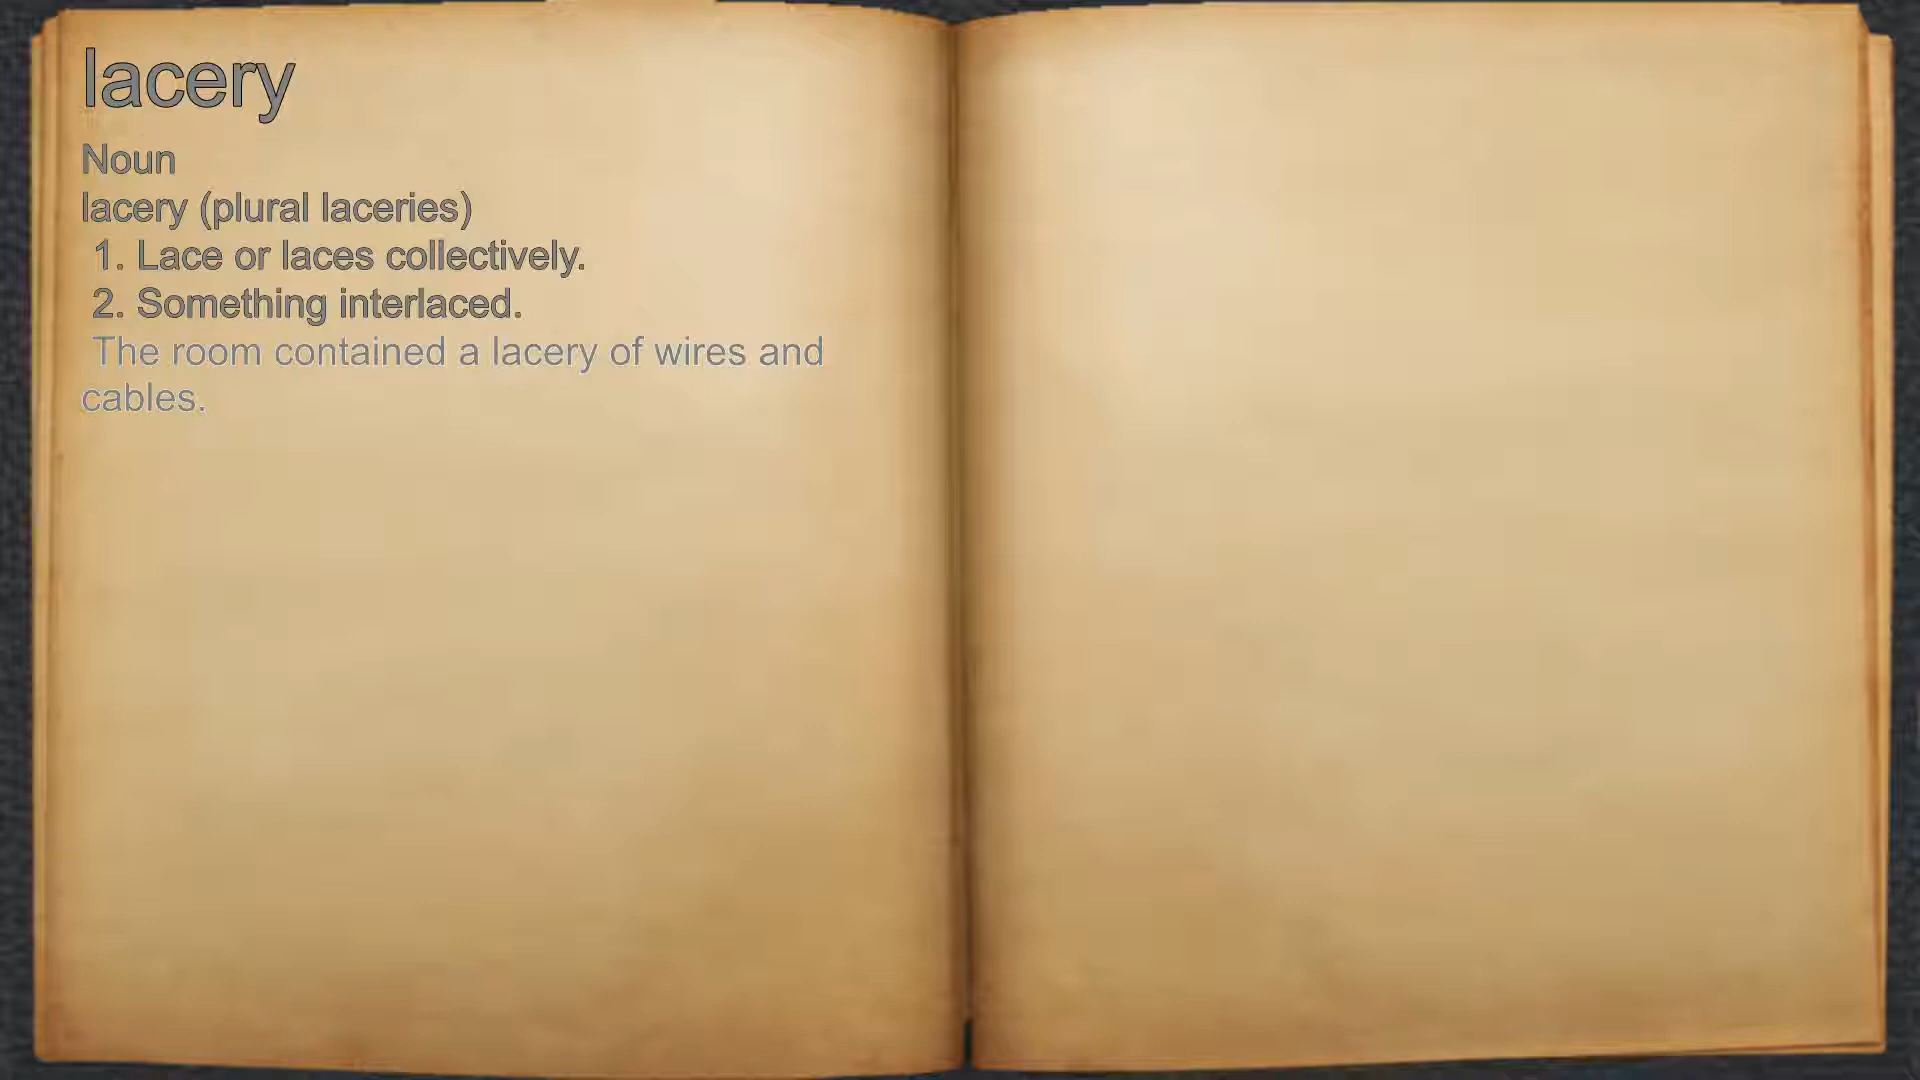 lacery
Noun
lacery (plural laceries)
1. Lace or laces collectively.
2. Something interlaced.
The room contained a lacery of wires and
cables.